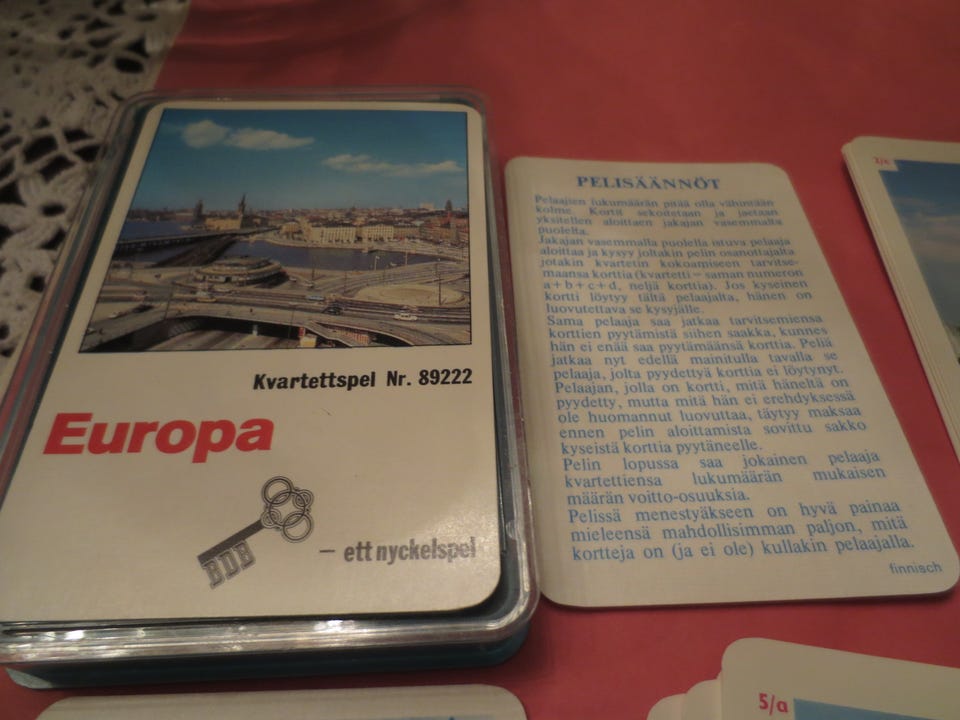 Kvartettspel Nr. 89222
Europa
BDB
– ett nyckelspel
PELISÄÄNNÖT
Pelaajien lukumäärän pitää olla vähintään
kolme. Kortit sekoitetaan ja jaetaan
yksitellen aloittaen jakajan vasemmalta
puolelta.
Jakajan vasemmalla puolella istuva pelaaja
aloittaa ja kysyy joltakin pelin osanottajalta
jotakin kvartetin kokoamiseen tarvitse-
maansa korttia (kvartetti = saman numeron
a+b+c+d, neljä korttia). Jos kyseinen
kortti löytyy tältä pelaajalta, hänen on
luovutettava se kysyjälle.
Sama pelaaja saa jatkaa tarvitsemiensa
korttien pyytämistä siihen saakka, kunnes
hän ei enää saa pyytämäänsä korttia. Peliä
jatkaa nyt edellä mainitulla tavalla se
pelaaja, jolta pyydettyä korttia ei löytynyt.
Pelaajan, jolla on kortti, mitä häneltä on
pyydetty, mutta mitä hän ei erehdyksessä
ole huomannut luovuttaa, täytyy maksaa
ennen pelin aloittamista sovittu sakko
kyseistä korttia pyytäneelle.
Pelin lopussa saa jokainen pelaaja
kvartettiensa lukumäärän mukaisen
määrän voitto-osuuksia.
Pelissä menestyäkseen on hyvä painaa
mieleensä mahdollisimman paljon, mitä
kortteja on (ja ei ole) kullakin pelaajalla.
finnisch
5/a